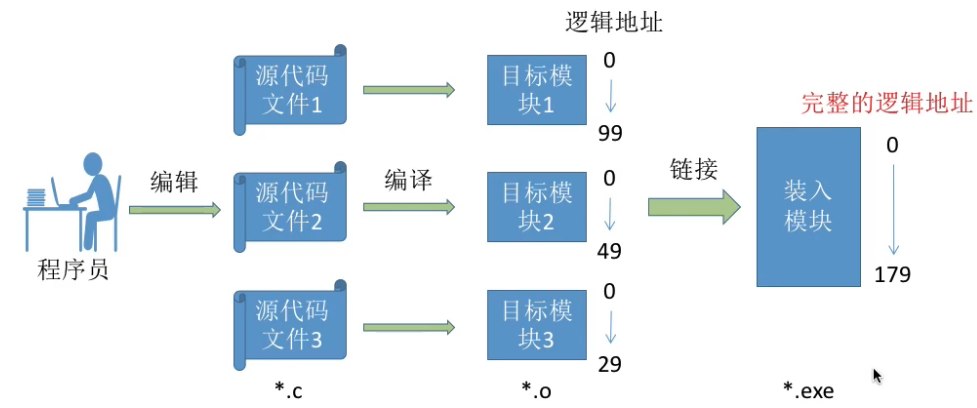 逻辑地址
源代码
文件1
目标模
块1
0
99
完整的逻辑地址
程序员
编辑
源代码
文件2
编译
目标模
块2
0
49
链接
装入
模块
0
179
源代码
文件3
目标模
块3
0
29
*.c
*.o
*.exe